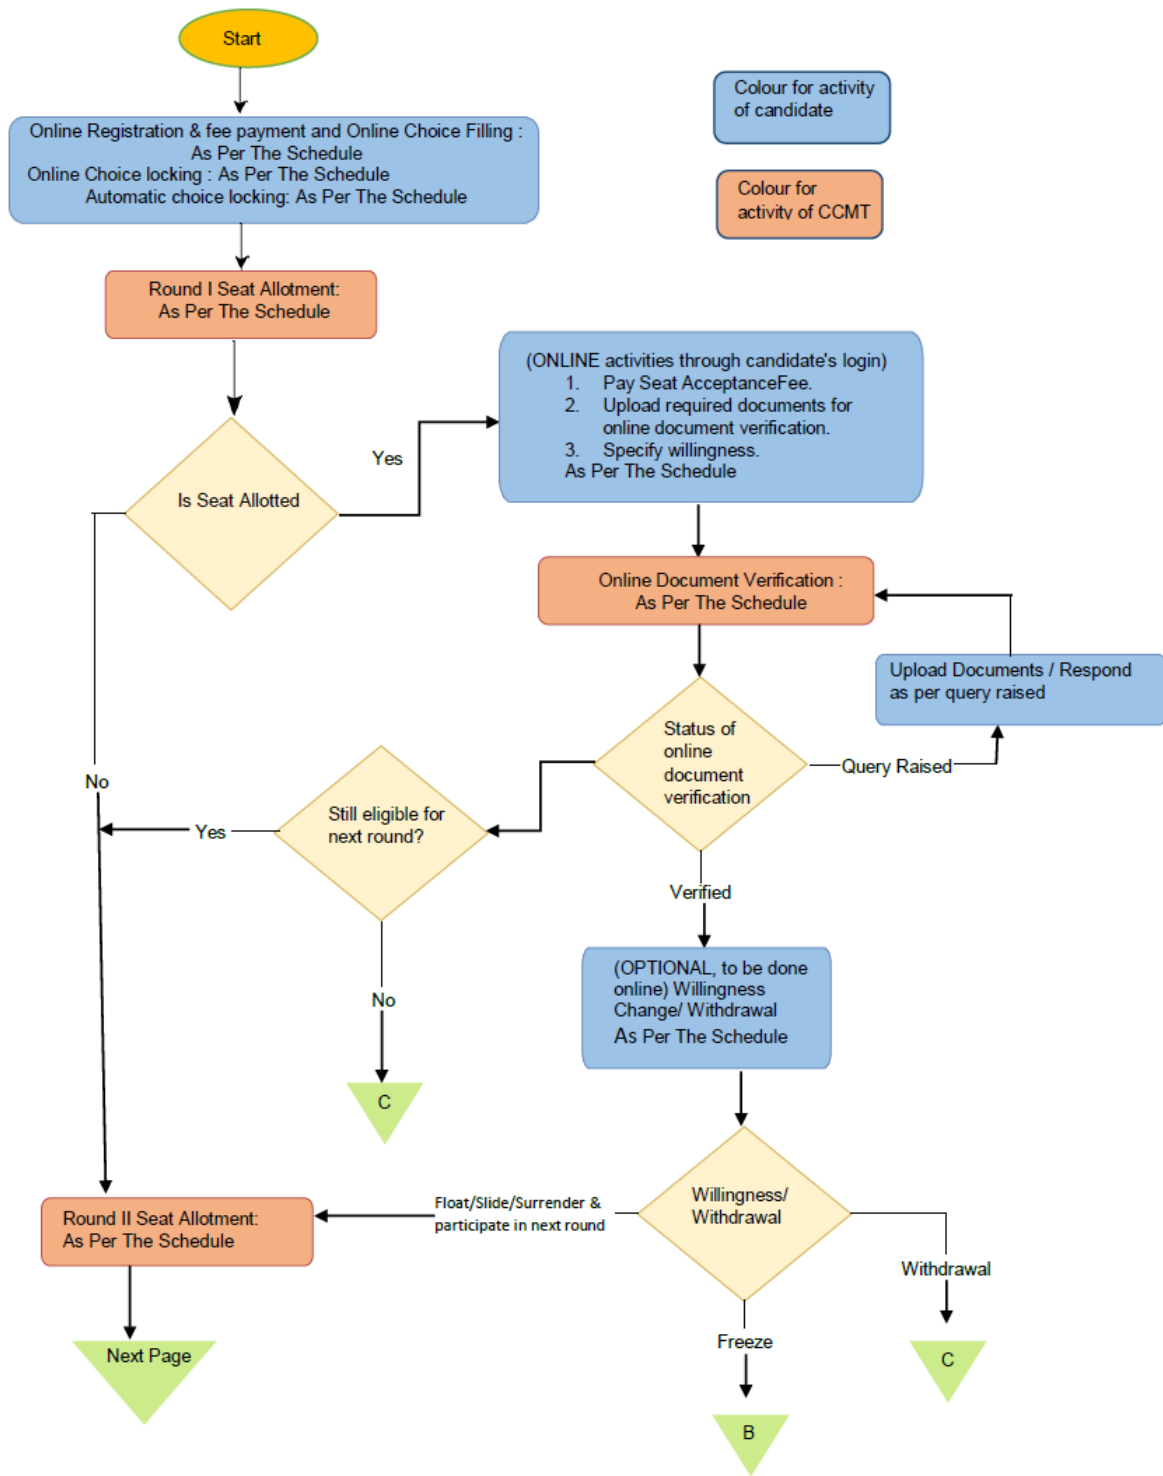 Start
Colour for activity
of candidate
Online Registration & fee payment and Online Choice Filling :
As Per The Schedule
Online Choice locking : As Per The Schedule
Automatic choice locking: As Per The Schedule
Colour for
activity of CCMT
Round I Seat Allotment:
As Per The Schedule
(ONLINE activities through candidate's login)
1. Pay Seat AcceptanceFee.
2. Upload required documents for
online document verification.
3. Specify willingness.
As Per The Schedule
Yes
Is Seat Allotted
Online Document Verification :
As Per The Schedule
Upload Documents / Respond
as per query raised
Status of
online
document
verification
Query Raised
No
Still eligible for
next round?
Yes
Verified
(OPTIONAL, to be done
online) Willingness
Change/ Withdrawal
As Per The Schedule
No
C
Willingness/
Withdrawal
Float/Slide/Surrender &
participate in next round
Round II Seat Allotment:
As Per The Schedule
Withdrawal
Freeze
Next Page
C
B